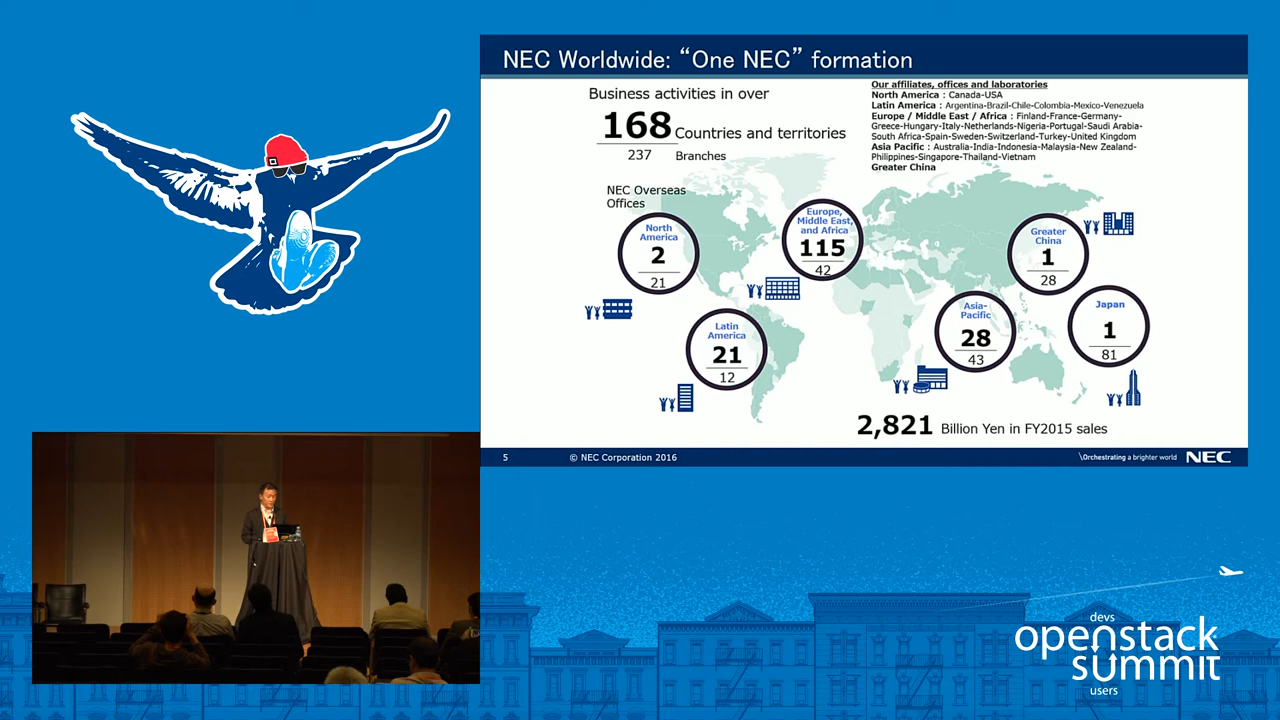 NEC Worldwide: “One NEC” formation
Business activities in over
168 Countries and territories
237 Branches
Our affiliates, offices and laboratories
North America : Canada-USA
Latin America : Argentina-Brazil-Chile-Colombia-Mexico-Venezuela
Europe / Middle East / Africa : Finland-France-Germany-
Greece-Hungary-Italy-Netherlands-Nigeria-Portugal-Saudi Arabia-
South Africa-Spain-Sweden-Switzerland-Turkey-United Kingdom
Asia Pacific : Australia-India-Indonesia-Malaysia-New Zealand-
Philippines-Singapore-Thailand-Vietnam
Greater China
NEC Overseas
Offices
North
America
2
21
Europe,
Middle East,
and Africa
115
42
Greater
China
1
28
Latin
America
21
12
Asia-
Pacific
28
43
Japan
1
81
2,821 Billion Yen in FY2015 sales
5 © NEC Corporation 2016 \Orchestrating a brighter world NEC
devs
openstack
summit
users